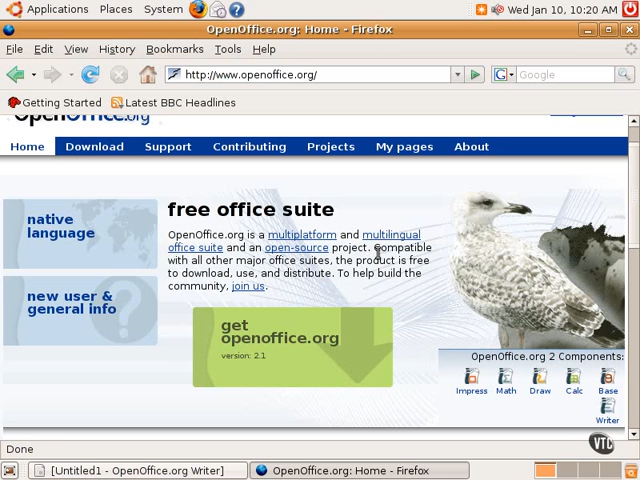 Applications Places System Wed Jan 10, 10:20 AM
OpenOffice.org: Home - Firefox
File Edit View History Bookmarks Tools Help
http://www.openoffice.org/ G Google
Getting Started Latest BBC Headlines
OpenOffice.org
Home Download Support Contributing Projects My pages About
native
language
new user &
general info
free office suite
OpenOffice.org is a multiplatform and multilingual
office suite and an open-source project. Compatible
with all other major office suites, the product is free
to download, use, and distribute. To help build the
community, join us.
get
openoffice.org
version: 2.1
OpenOffice.org 2 Components:
Impress Math Draw Calc Base
Writer
Done
VTC
[Untitled1 - OpenOffice.org Writer] OpenOffice.org: Home - Firefox